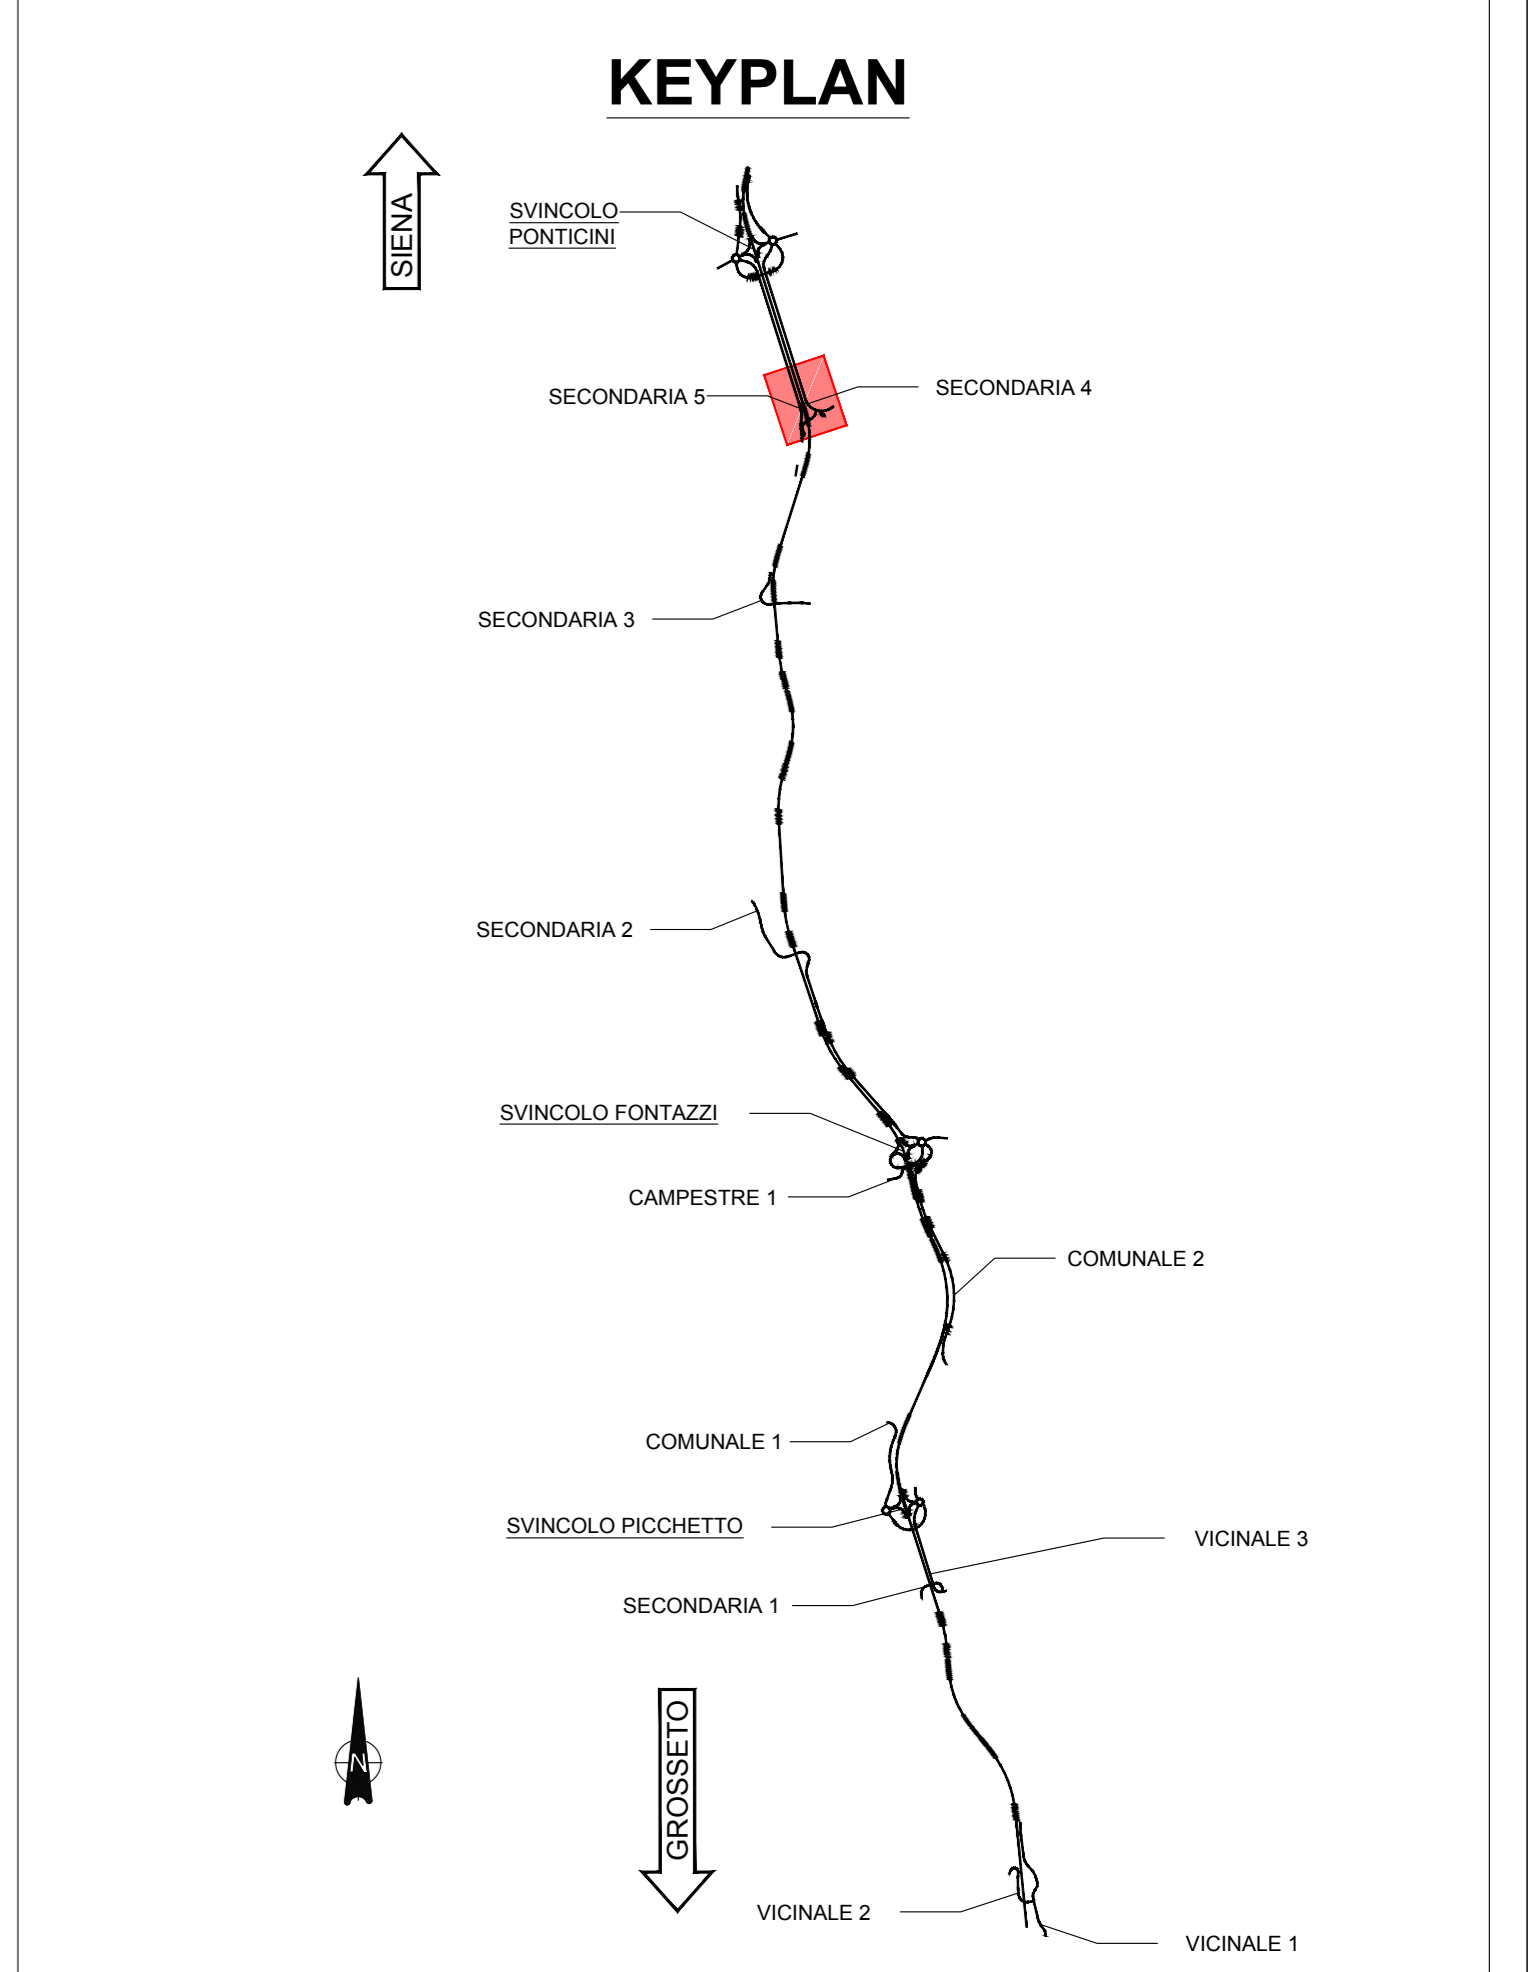 KEYPLAN
SIENA
SVINCOLO
PONTICINI
SECONDARIA 5
SECONDARIA 4
SECONDARIA 3
SECONDARIA 2
SVINCOLO FONTAZZI
CAMPESTRE 1
COMUNALE 2
COMUNALE 1
SVINCOLO PICCHETTO
VICINALE 3
SECONDARIA 1
N
GROSSETO
VICINALE 2
VICINALE 1